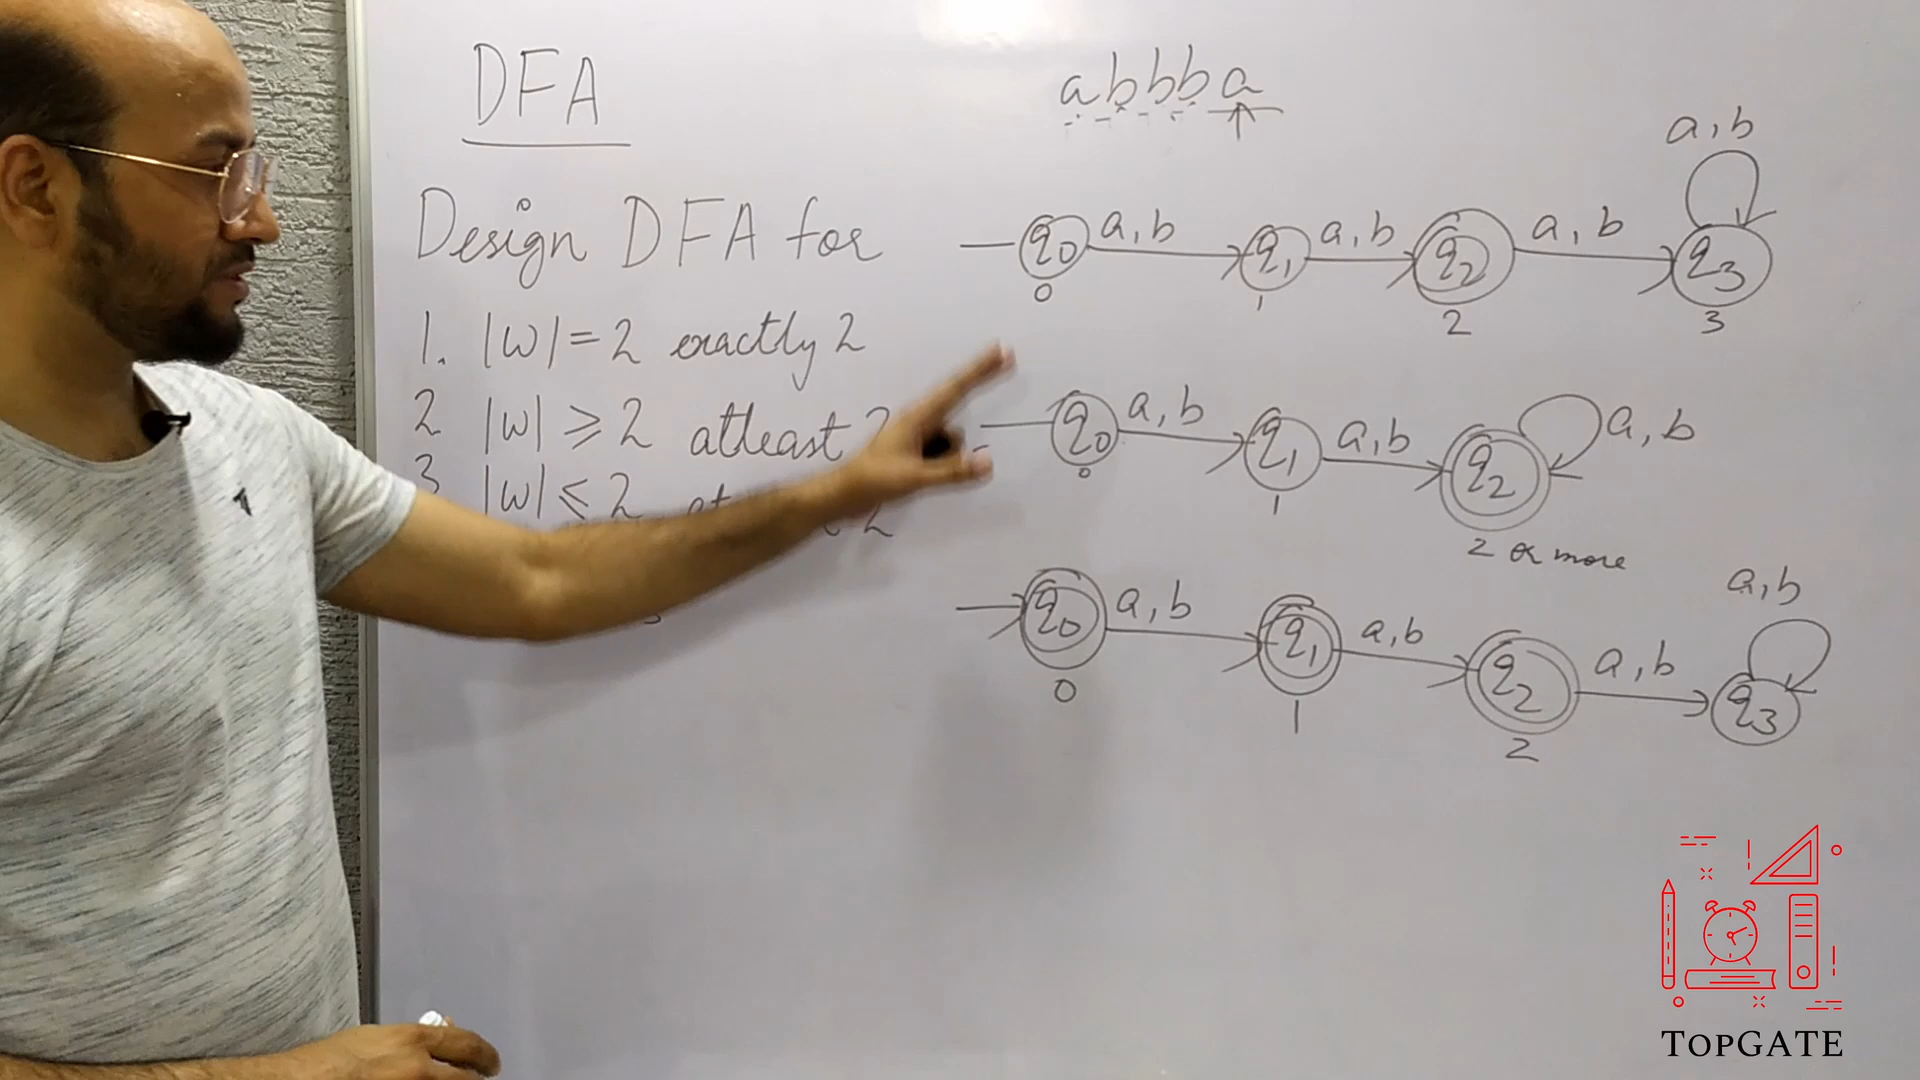 DFA
Design DFA for
1. |w| = 2 exactly 2
2 |w| ⩾ 2 atleast 2
3 |w| ⩽ 2 2
abbba
a,b
q0 a,b q1 a,b q2 a,b q3
0 1 2 3
q0 a,b q1 a,b q2 a,b
0 1 2 or more
a,b
q0 a,b q1 a,b q2 a,b q3
0 1 2
TOPGATE